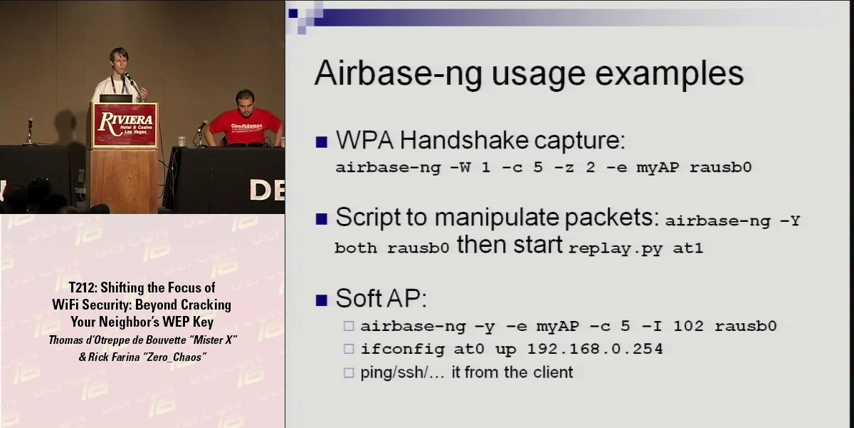 RIVIERA
Hotel & Casino
Las Vegas
DE
T212: Shifting the Focus of
WiFi Security: Beyond Cracking
Your Neighbor's WEP Key
Thomas d'Otreppe de Bouvette "Mister X"
& Rick Farina "Zero_Chaos"
Airbase-ng usage examples
WPA Handshake capture:
airbase-ng -W 1 -c 5 -z 2 -e myAP rausb0
Script to manipulate packets: airbase-ng -Y
both rausb0 then start replay.py at1
Soft AP:
airbase-ng -y -e myAP -c 5 -I 102 rausb0
ifconfig at0 up 192.168.0.254
ping/ssh/… it from the client